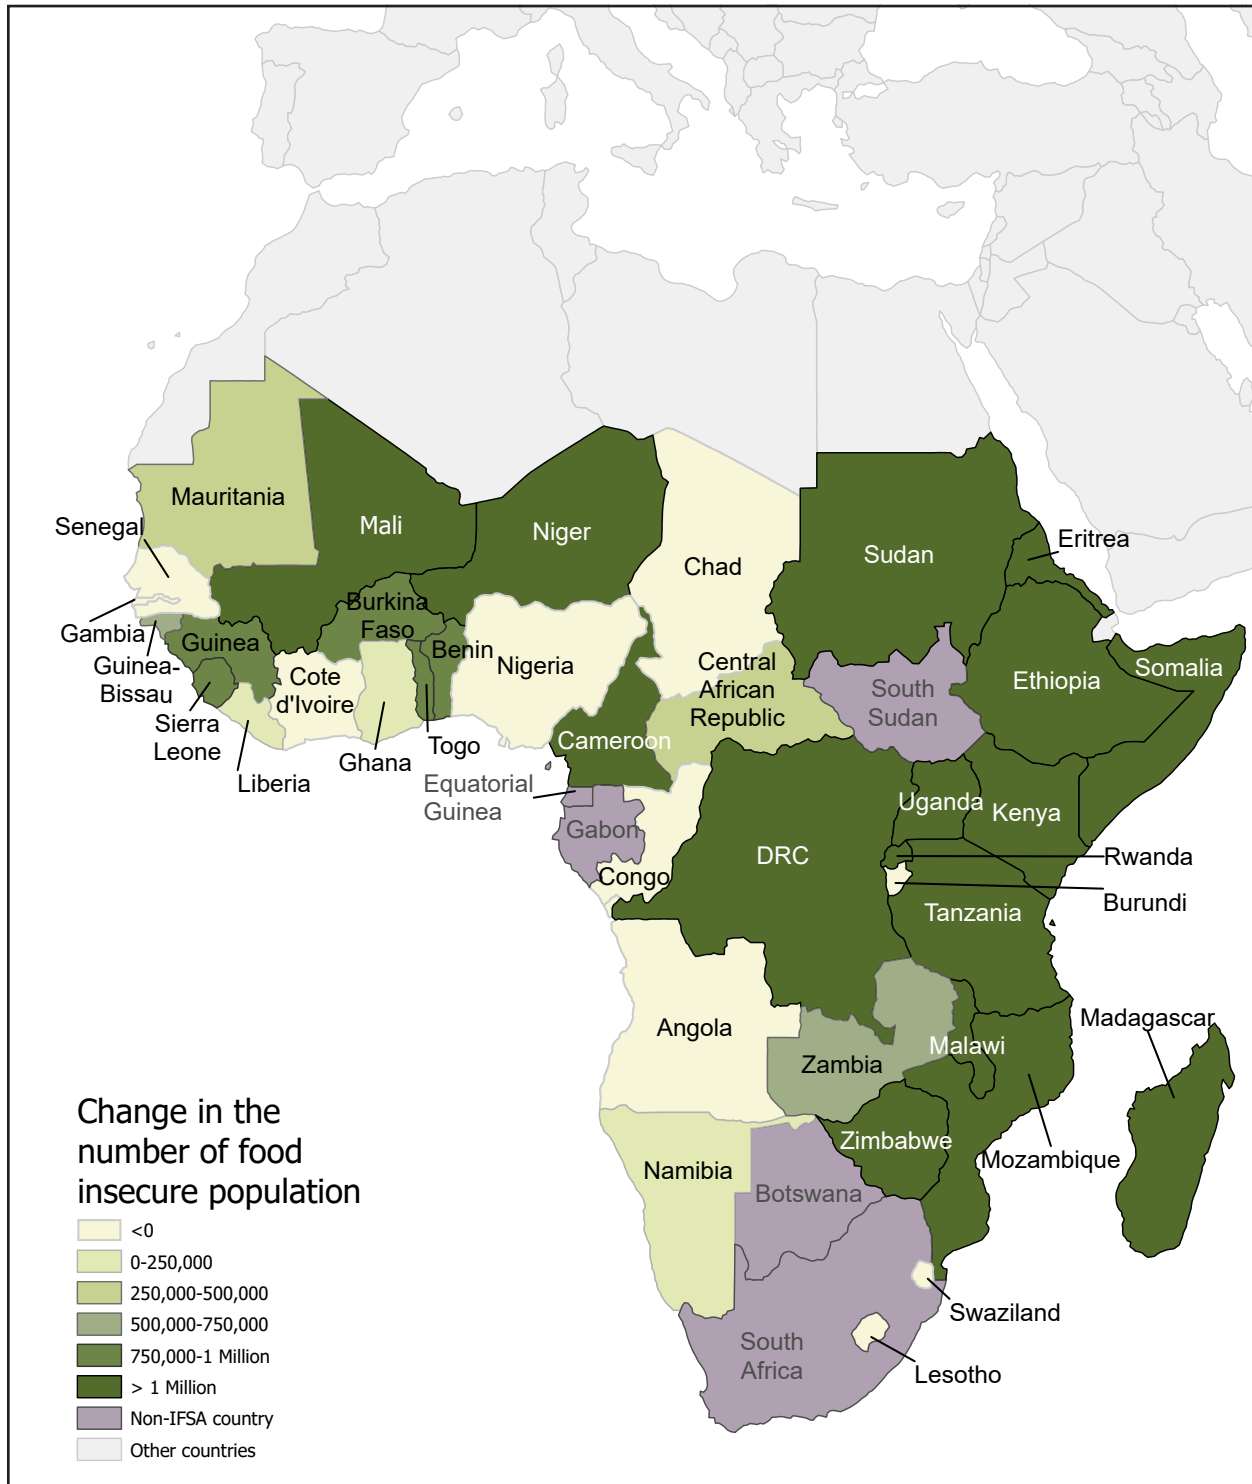 Mauritania
Senegal
Mali
Niger
Chad
Sudan
Eritrea
Gambia
Guinea-
Bissau
Guinea
Burkina
Faso
Benin
Nigeria
Cote
d'Ivoire
Sierra
Leone
Liberia
Ghana
Togo
Cameroon
Central
African
Republic
South
Sudan
Ethiopia
Somalia
Equatorial
Guinea
Gabon
Congo
DRC
Uganda
Kenya
Rwanda
Burundi
Tanzania
Angola
Zambia
Malawi
Madagascar
Mozambique
Zimbabwe
Namibia
Botswana
Swaziland
South
Africa
Lesotho
Change in the
number of food
insecure population
<0
0-250,000
250,000-500,000
500,000-750,000
750,000-1 Million
> 1 Million
Non-IFSA country
Other countries